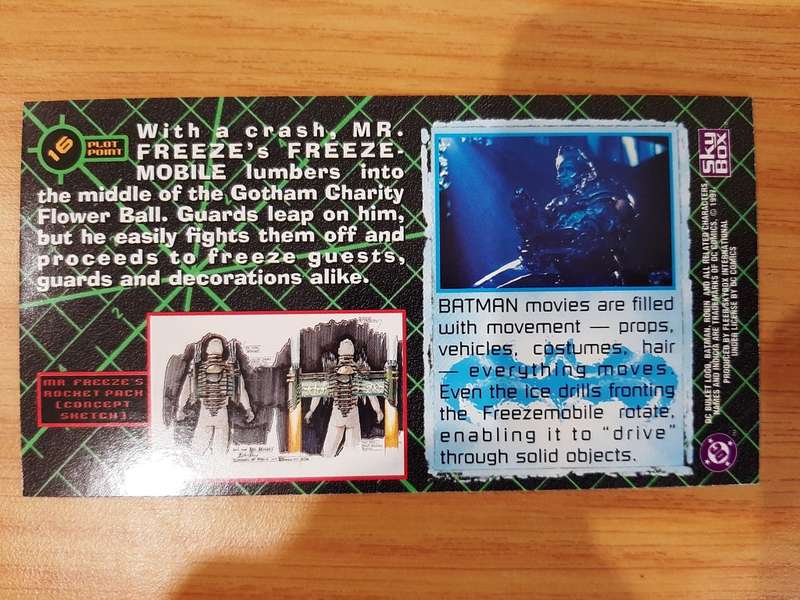 16
PLOT
POINT
With a crash, MR.
FREEZE's FREEZE-
MOBILE lumbers into
the middle of the Gotham Charity
Flower Ball. Guards leap on him,
but he easily fights them off and
proceeds to freeze guests,
guards and decorations alike.
MR FREEZE'S
ROCKET PACK
(CONCEPT
SKETCH)
BATMAN movies are filled
with movement — props,
vehicles, costumes, hair
— everything moves.
Even the ice drills fronting
the Freezemobile rotate,
enabling it to "drive"
through solid objects.
sky
BOX
DC BULLET LOGO, BATMAN, ROBIN AND ALL RELATED CHARACTERS,
NAMES AND INDICIA ARE TRADEMARKS OF DC COMICS. © 1997.
PRODUCED BY FLEER/SKYBOX INTERNATIONAL
UNDER LICENSE BY DC COMICS
DC